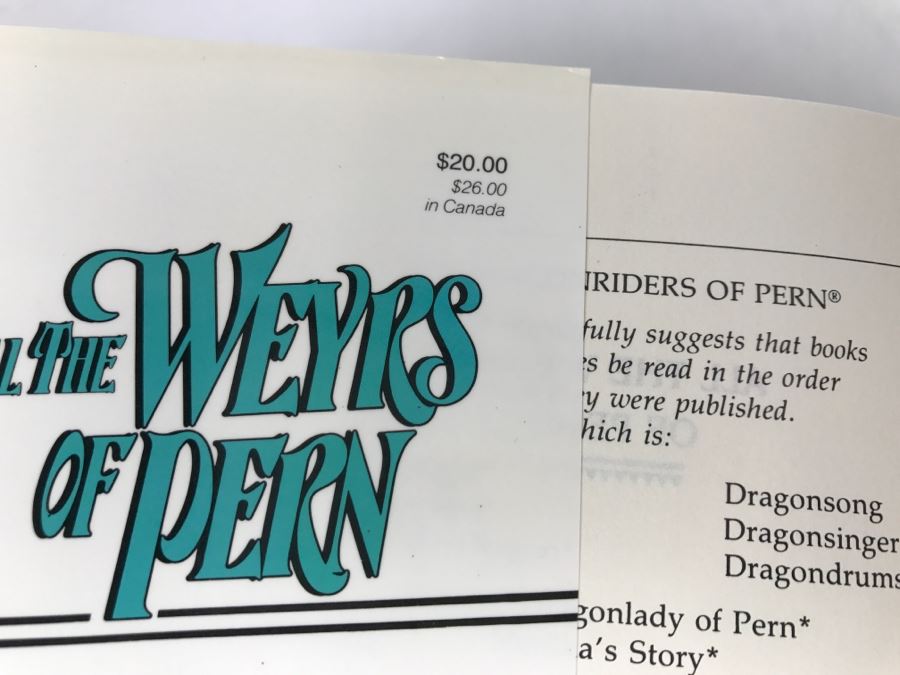 $20.00
$26.00
in Canada
THE WEYRS
OF PERN
RIDERS OF PERN®
fully suggests that books
be read in the order
were published.
hich is:
Dragonsong
Dragonsinger
Dragondrums
gonlady of Pern*
a's Story*